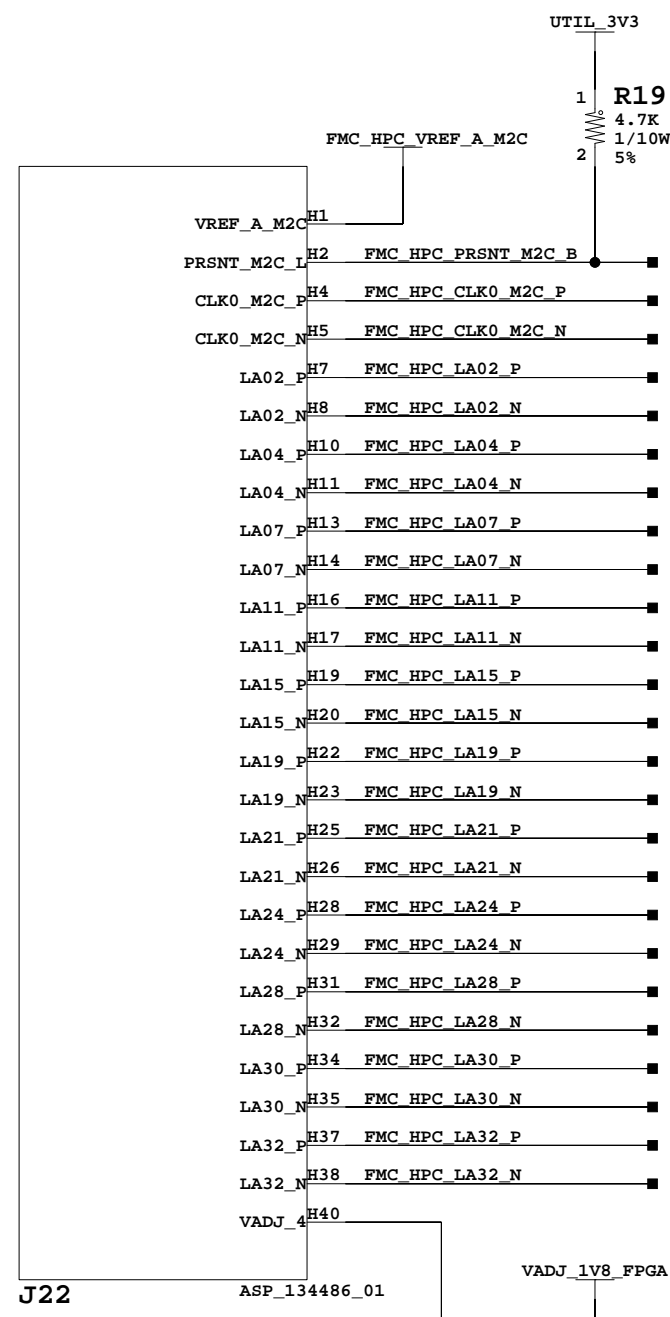 UTIL_3V3
1 R19
4.7K
1/10W
2 5%
FMC_HPC_VREF_A_M2C
VREF_A_M2C H1
PRSNT_M2C_L H2 FMC_HPC_PRSNT_M2C_B
CLK0_M2C_P H4 FMC_HPC_CLK0_M2C_P
CLK0_M2C_N H5 FMC_HPC_CLK0_M2C_N
LA02_P H7 FMC_HPC_LA02_P
LA02_N H8 FMC_HPC_LA02_N
LA04_P H10 FMC_HPC_LA04_P
LA04_N H11 FMC_HPC_LA04_N
LA07_P H13 FMC_HPC_LA07_P
LA07_N H14 FMC_HPC_LA07_N
LA11_P H16 FMC_HPC_LA11_P
LA11_N H17 FMC_HPC_LA11_N
LA15_P H19 FMC_HPC_LA15_P
LA15_N H20 FMC_HPC_LA15_N
LA19_P H22 FMC_HPC_LA19_P
LA19_N H23 FMC_HPC_LA19_N
LA21_P H25 FMC_HPC_LA21_P
LA21_N H26 FMC_HPC_LA21_N
LA24_P H28 FMC_HPC_LA24_P
LA24_N H29 FMC_HPC_LA24_N
LA28_P H31 FMC_HPC_LA28_P
LA28_N H32 FMC_HPC_LA28_N
LA30_P H34 FMC_HPC_LA30_P
LA30_N H35 FMC_HPC_LA30_N
LA32_P H37 FMC_HPC_LA32_P
LA32_N H38 FMC_HPC_LA32_N
VADJ_4 H40
VADJ_1V8_FPGA
J22 ASP_134486_01